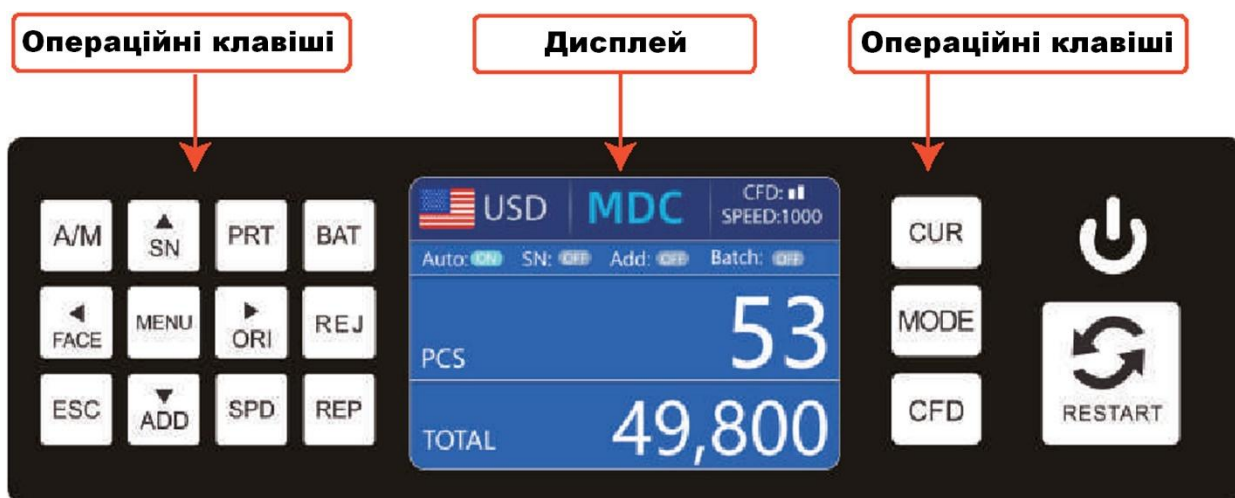 Операційні клавіші
Дисплей
Операційні клавіші
A/M
▲
SN
PRT
BAT
◀
FACE
MENU
▶
ORI
REJ
ESC
▼
ADD
SPD
REP
USD
MDC
CFD:
SPEED:1000
Auto: ON SN: OFF Add: OFF Batch: OFF
PCS 53
TOTAL 49,800
CUR
MODE
CFD
RESTART